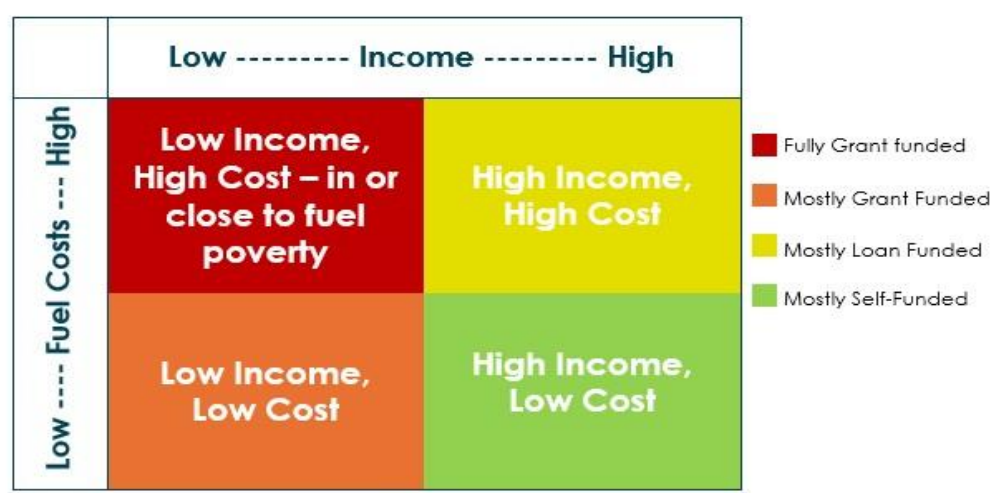 Low --------- Income --------- High
Low ---- Fuel Costs --- High
Low Income,
High Cost – in or
close to fuel
poverty
High Income,
High Cost
Low Income,
Low Cost
High Income,
Low Cost
Fully Grant funded
Mostly Grant Funded
Mostly Loan Funded
Mostly Self-Funded